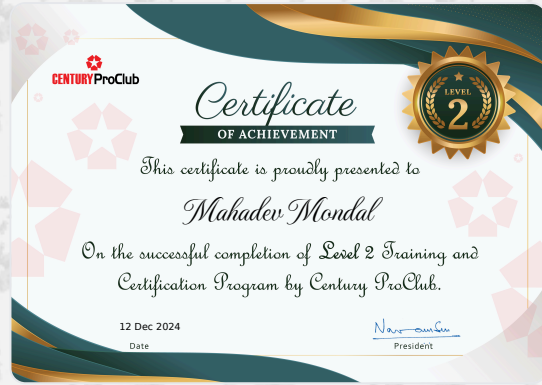 CENTURY ProClub
LEVEL
2
Certificate
OF ACHIEVEMENT
This certificate is proudly presented to
Mahadev Mondal
On the successful completion of Level 2 Training and
Certification Program by Century ProClub.
12 Dec 2024
Date
President